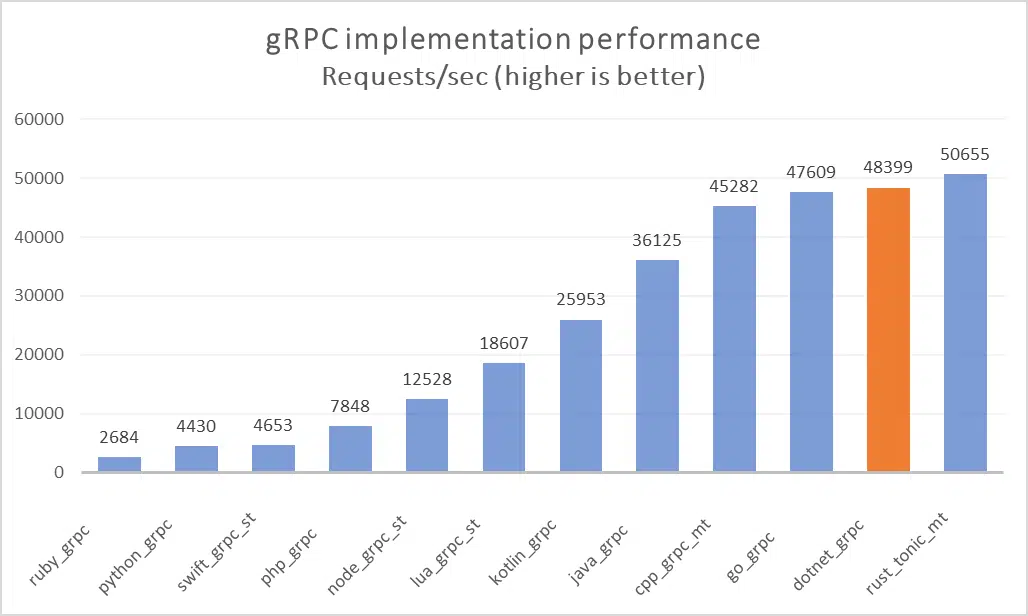 gRPC implementation performance
Requests/sec (higher is better)
60000
50000
40000
30000
20000
10000
0
2684
4430
4653
7848
12528
18607
25953
36125
45282
47609
48399
50655
ruby_grpc
python_grpc
swift_grpc_st
php_grpc
node_grpc_st
lua_grpc_st
kotlin_grpc
java_grpc
cpp_grpc_mt
go_grpc
dotnet_grpc
rust_tonic_mt